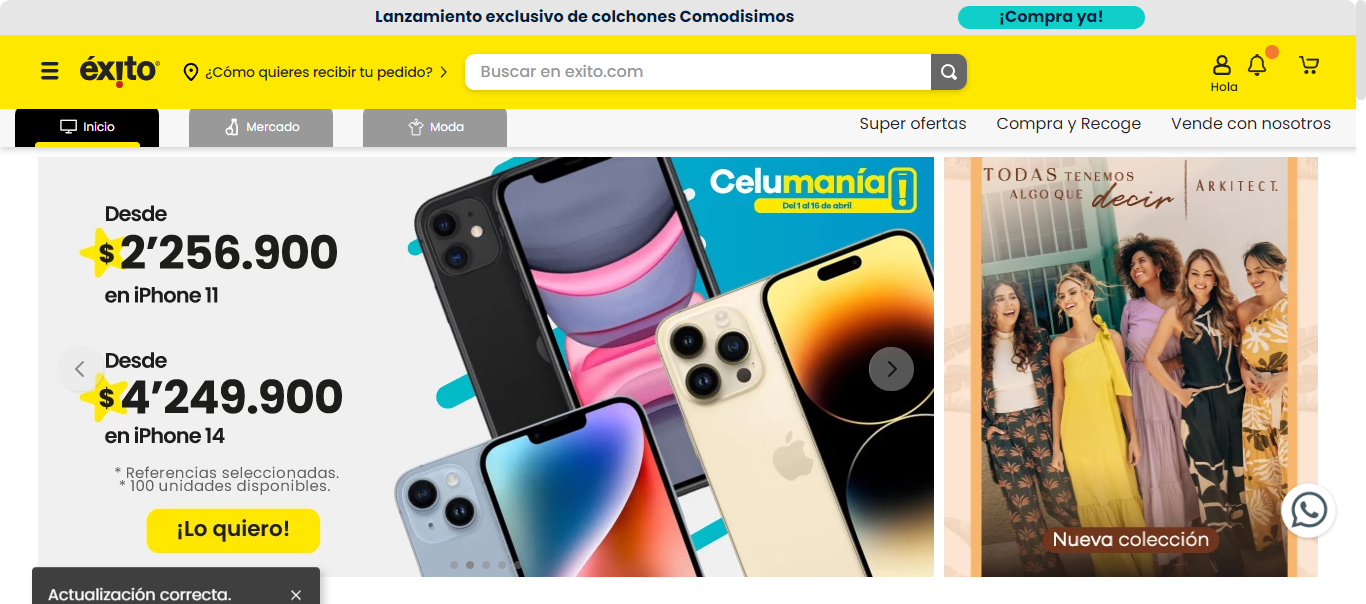 Lanzamiento exclusivo de colchones Comodisimos
¡Compra ya!
éxito
¿Cómo quieres recibir tu pedido?
Buscar en exito.com
Hola
Inicio
Mercado
Moda
Super ofertas
Compra y Recoge
Vende con nosotros
Desde
$ 2’256.900
en iPhone 11
Desde
$ 4’249.900
en iPhone 14
* Referencias seleccionadas.
* 100 unidades disponibles.
¡Lo quiero!
Celumanía
Del 1 al 16 de abril
TODAS TENEMOS
ALGO QUE decir
ARKITECT.
Nueva colección
Actualización correcta.